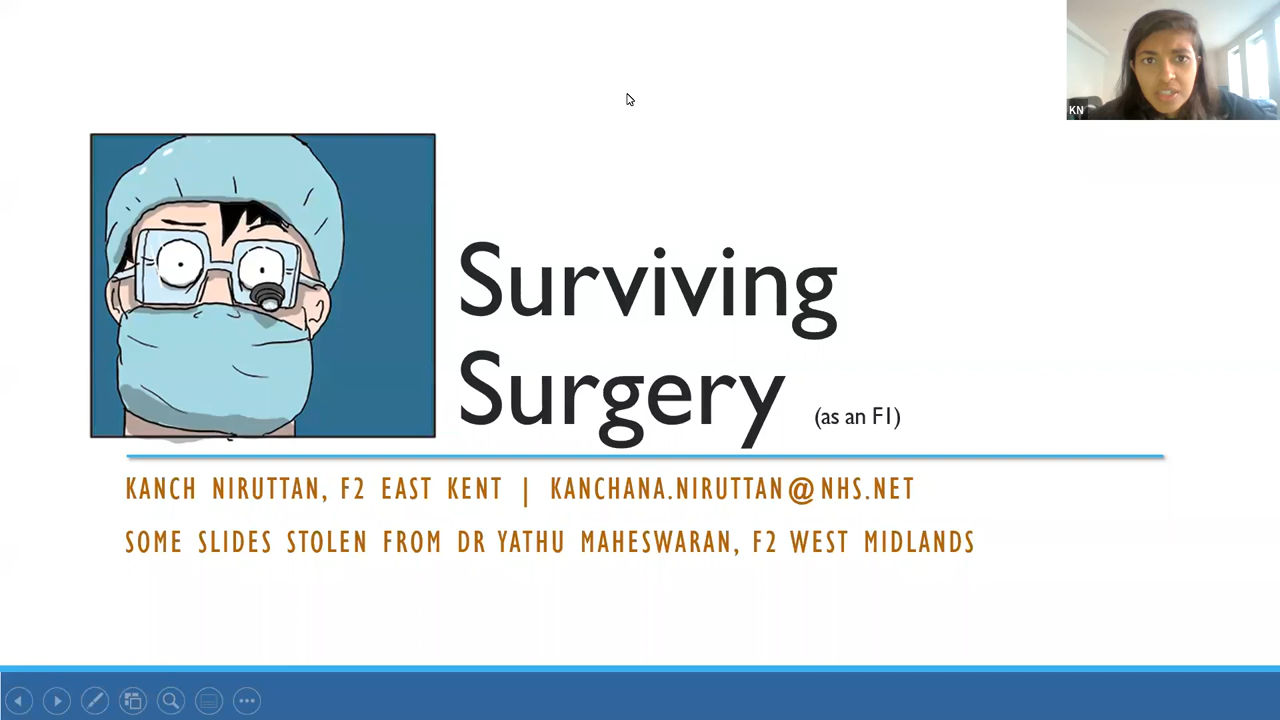 KN
Surviving
Surgery (as an F1)
KANCH NIRUTTAN, F2 EAST KENT | KANCHANA.NIRUTTAN@NHS.NET
SOME SLIDES STOLEN FROM DR YATHU MAHESWARAN, F2 WEST MIDLANDS